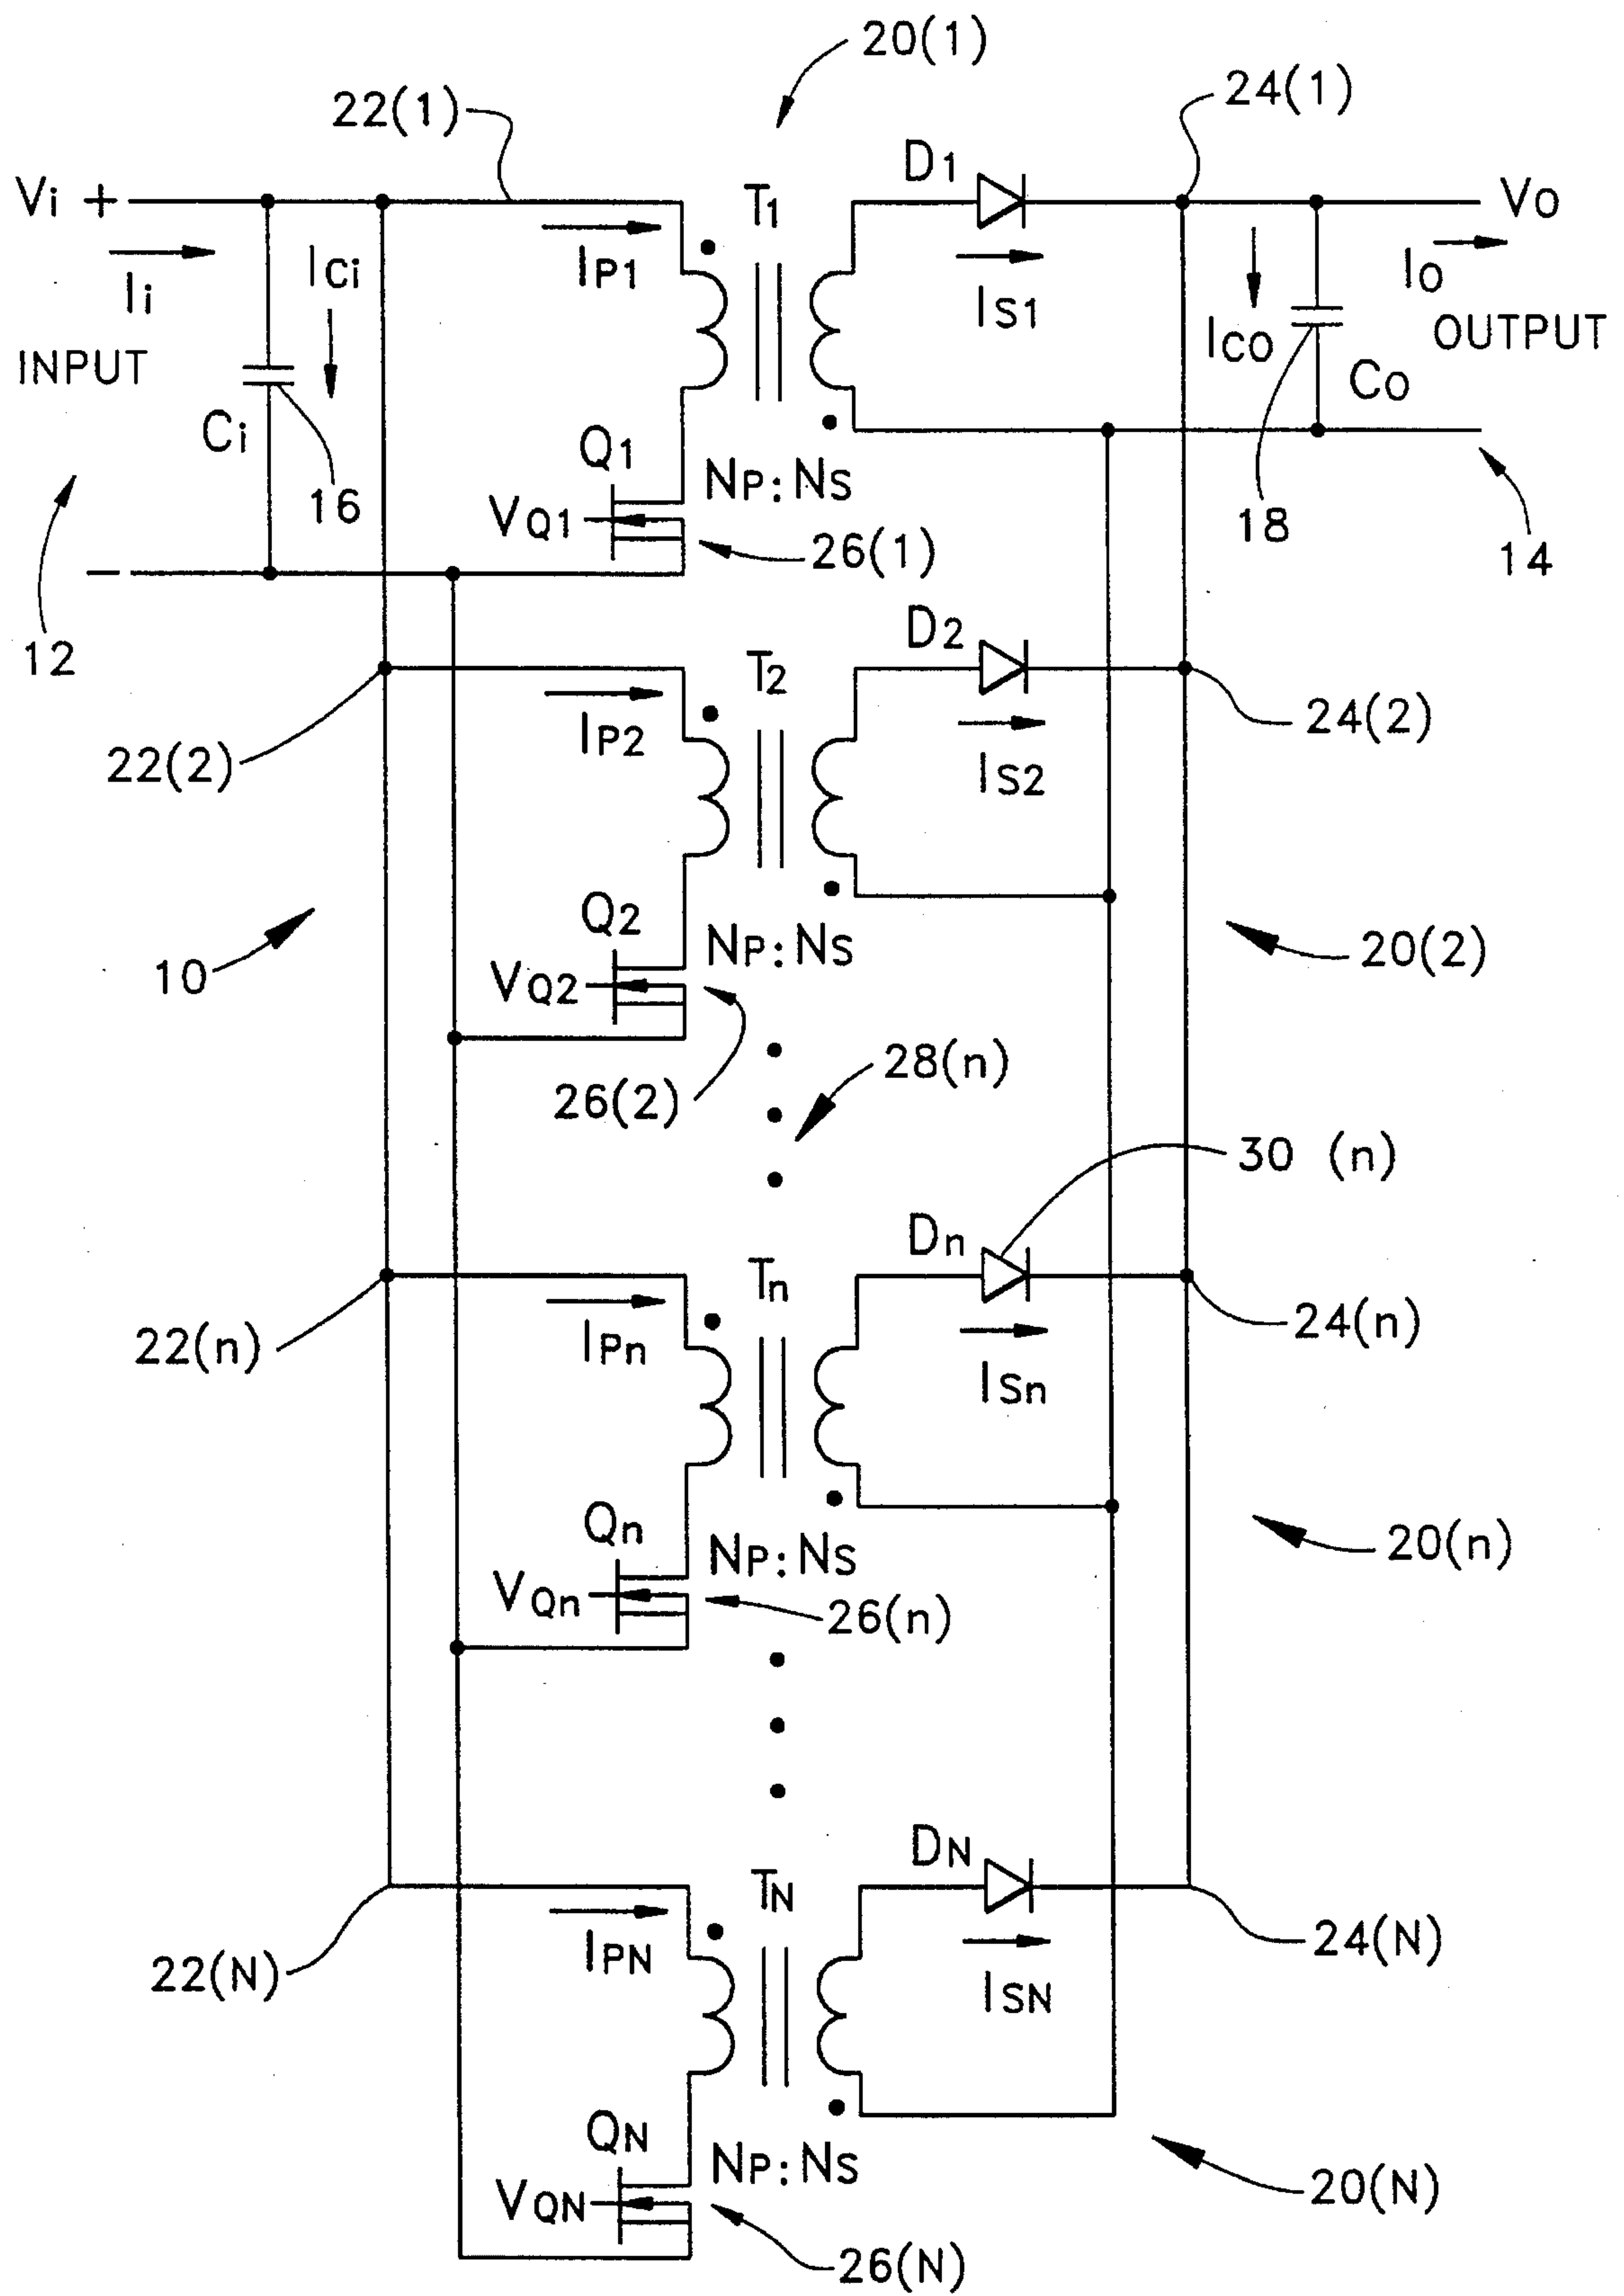 20(1)
22(1)
24(1)
D1
Vi +
T1
Vo
IP1
ICi
Ii
IS1
Io
ICO
INPUT
OUTPUT
Ci
Co
Q1
NP:NS
16
VQ1
18
26(1)
14
−
12
D2
T2
22(2)
IP2
24(2)
IS2
Q2
NP:NS
10
VQ2
20(2)
28(n)
26(2)
30 (n)
Dn
Tn
22(n)
IPn
24(n)
ISn
Qn
NP:NS
20(n)
VQn
26(n)
DN
TN
22(N)
IPN
24(N)
ISN
QN
NP:NS
VQN
20(N)
26(N)